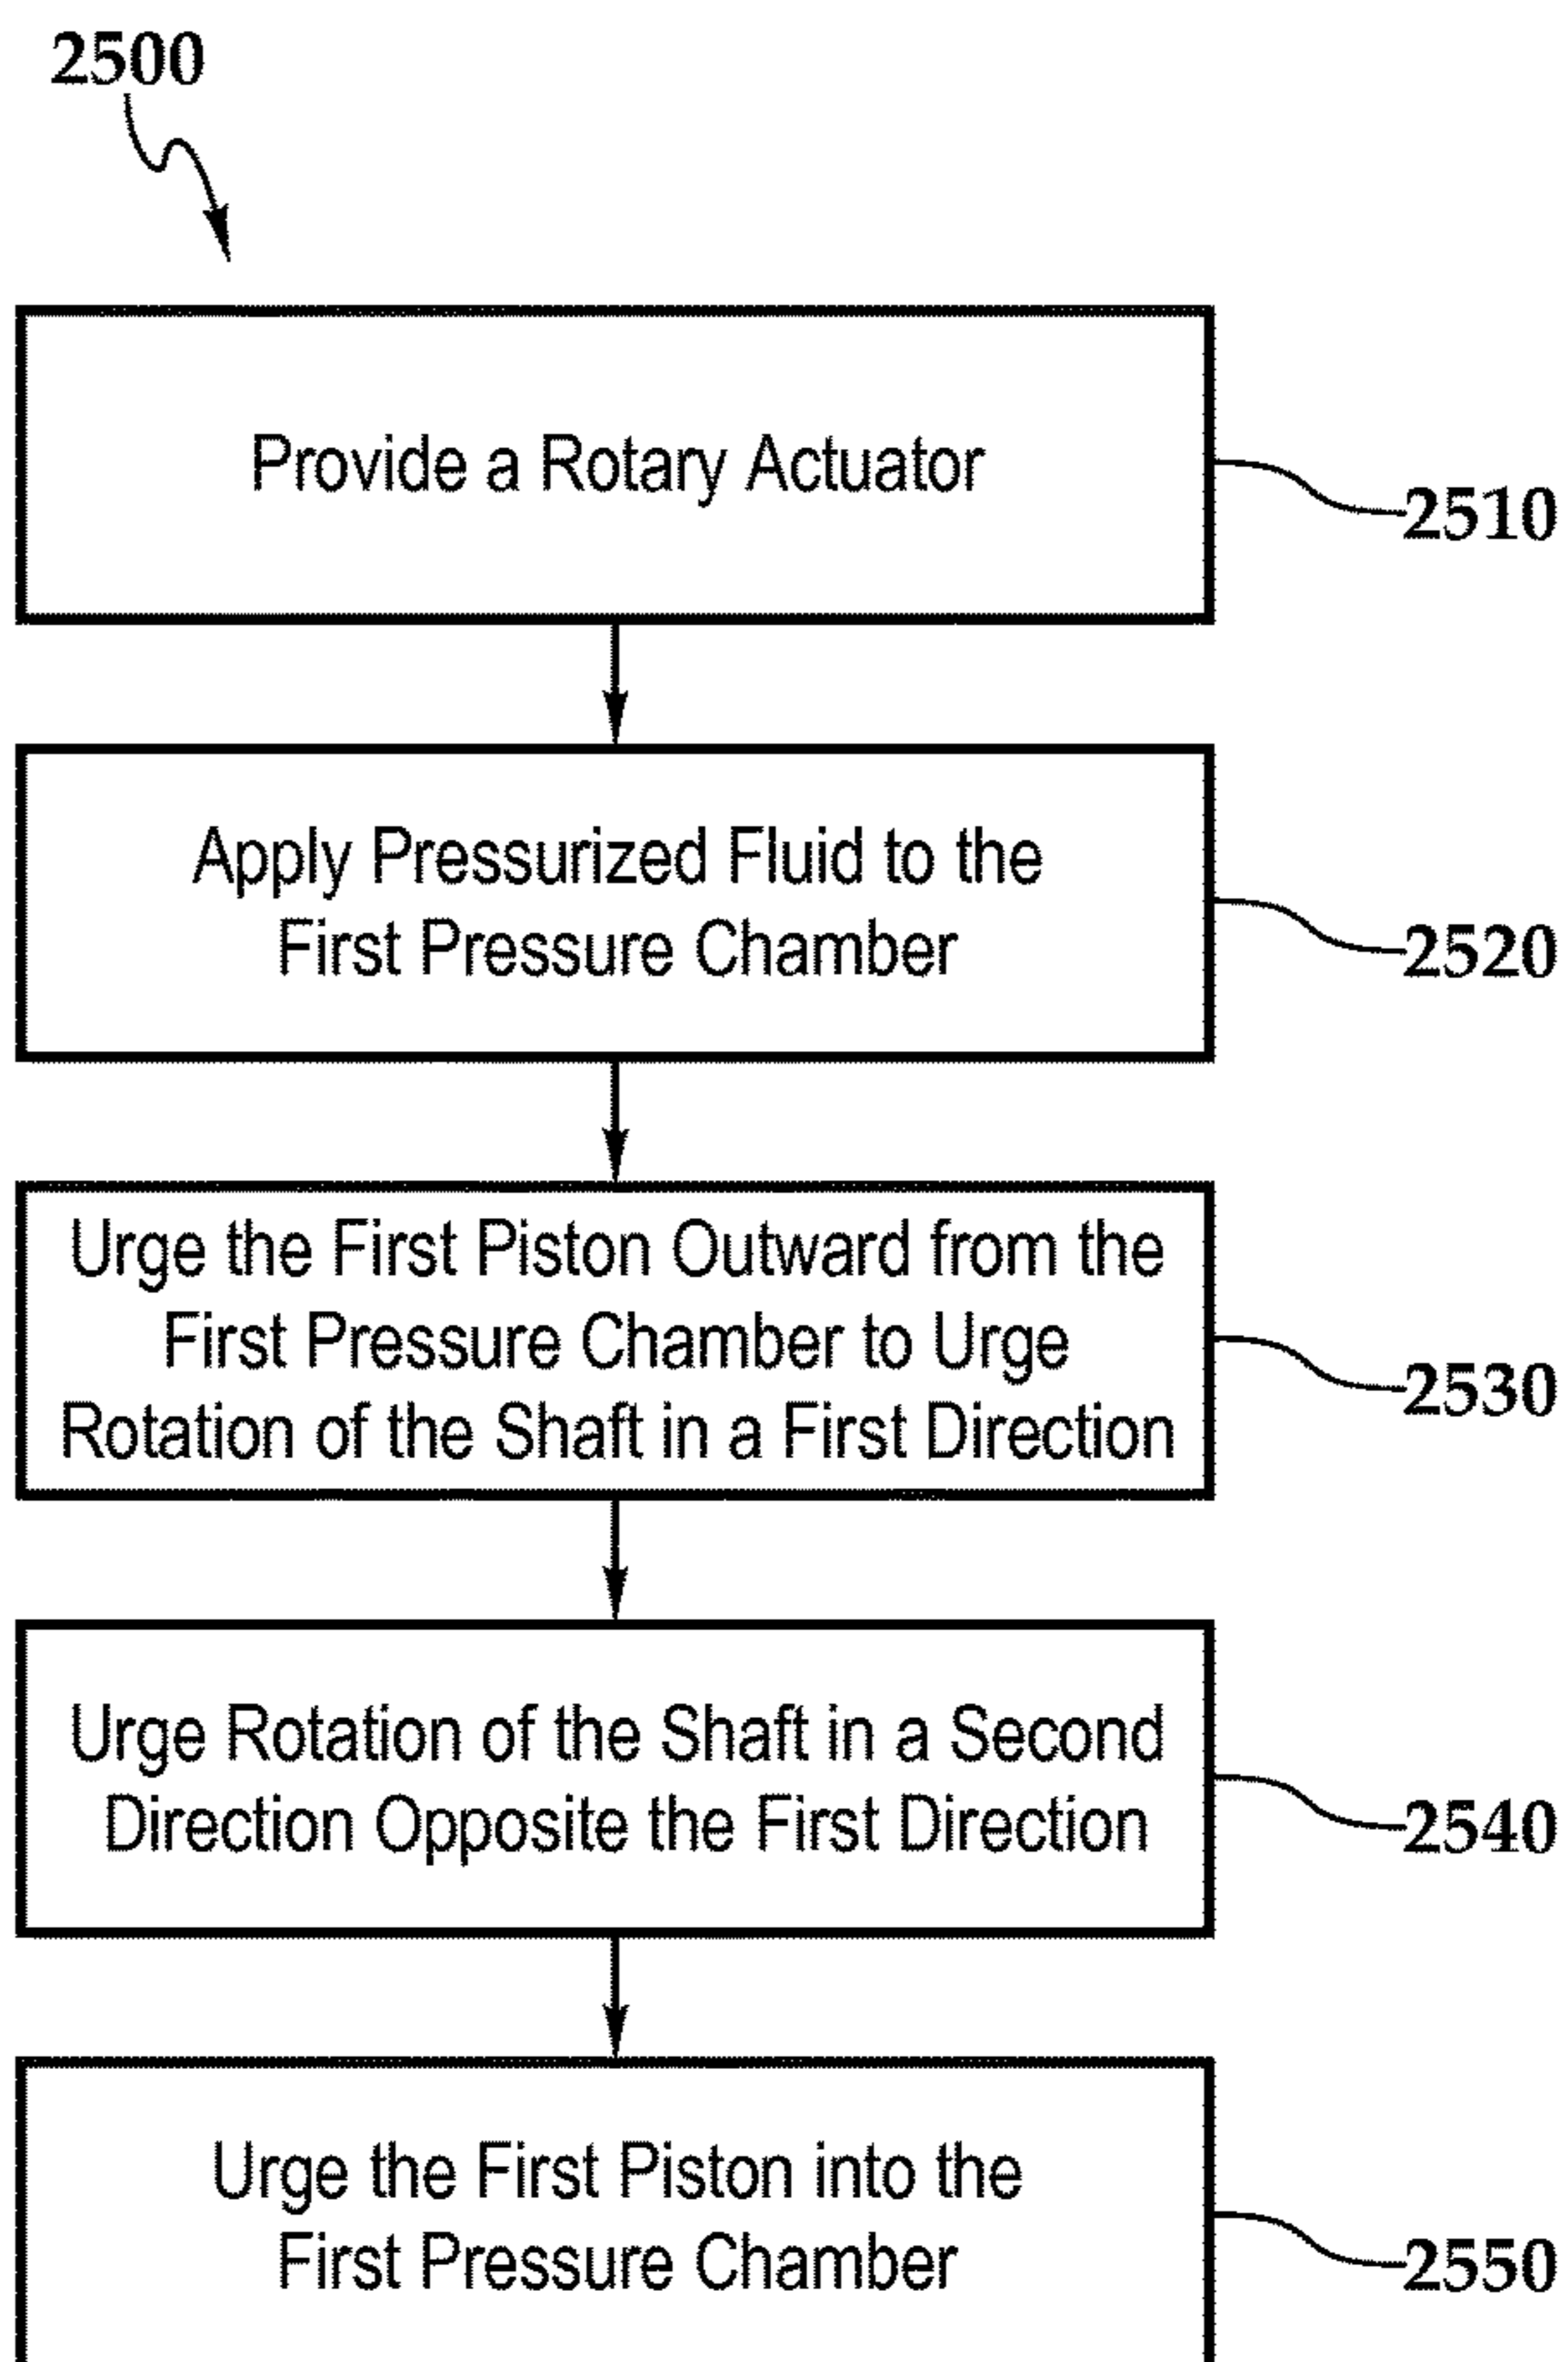 2500
Provide a Rotary Actuator
2510
Apply Pressurized Fluid to the
First Pressure Chamber
2520
Urge the First Piston Outward from the
First Pressure Chamber to Urge
Rotation of the Shaft in a First Direction
2530
Urge Rotation of the Shaft in a Second
Direction Opposite the First Direction
2540
Urge the First Piston into the
First Pressure Chamber
2550